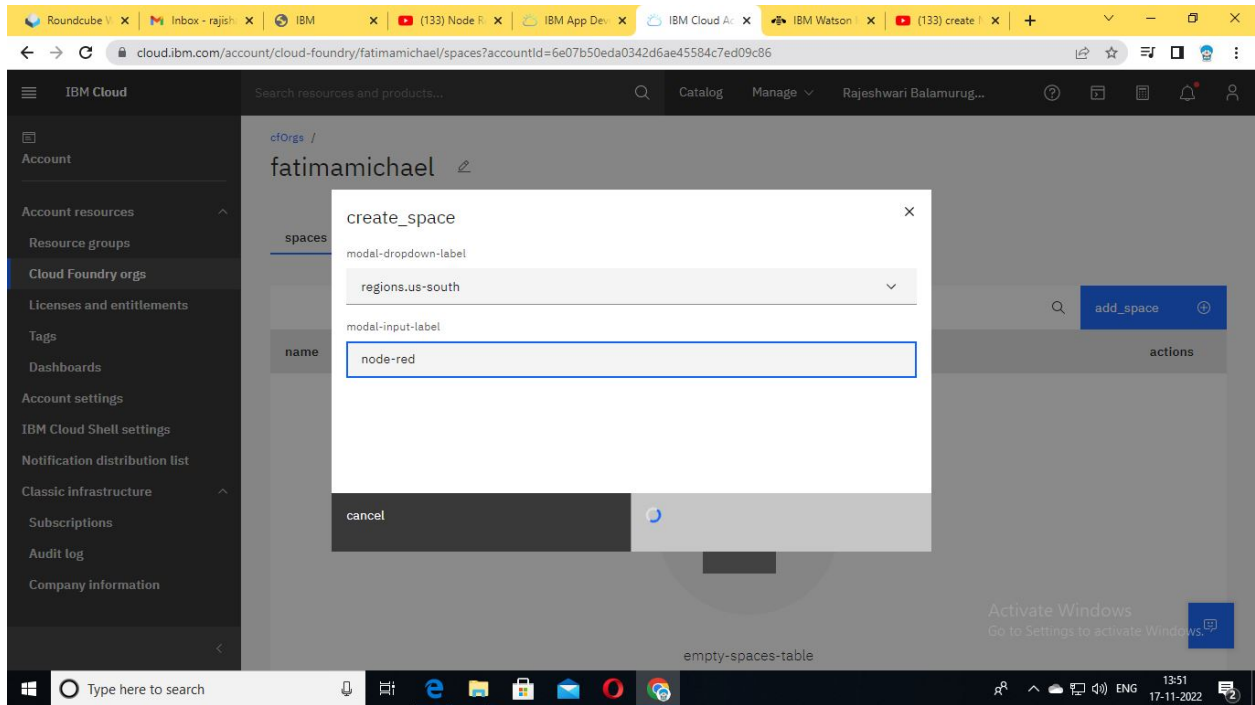 Roundcube W
Inbox - rajish
IBM
(133) Node R
IBM App Dev
IBM Cloud Ac
IBM Watson
(133) create
cloud.ibm.com/account/cloud-foundry/fatimamichael/spaces?accountId=6e07b50eda0342d6ae45584c7ed09c86
IBM Cloud
Search resources and products...
Catalog
Manage
Rajeshwari Balamurug...
Account
Account resources
Resource groups
Cloud Foundry orgs
Licenses and entitlements
Tags
Dashboards
Account settings
IBM Cloud Shell settings
Notification distribution list
Classic infrastructure
Subscriptions
Audit log
Company information
cfOrgs /
fatimamichael
spaces
add_space
name
actions
create_space
modal-dropdown-label
regions.us-south
modal-input-label
node-red
cancel
empty-spaces-table
Activate Windows
Go to Settings to activate Windows.
Type here to search
ENG
13:51
17-11-2022
2